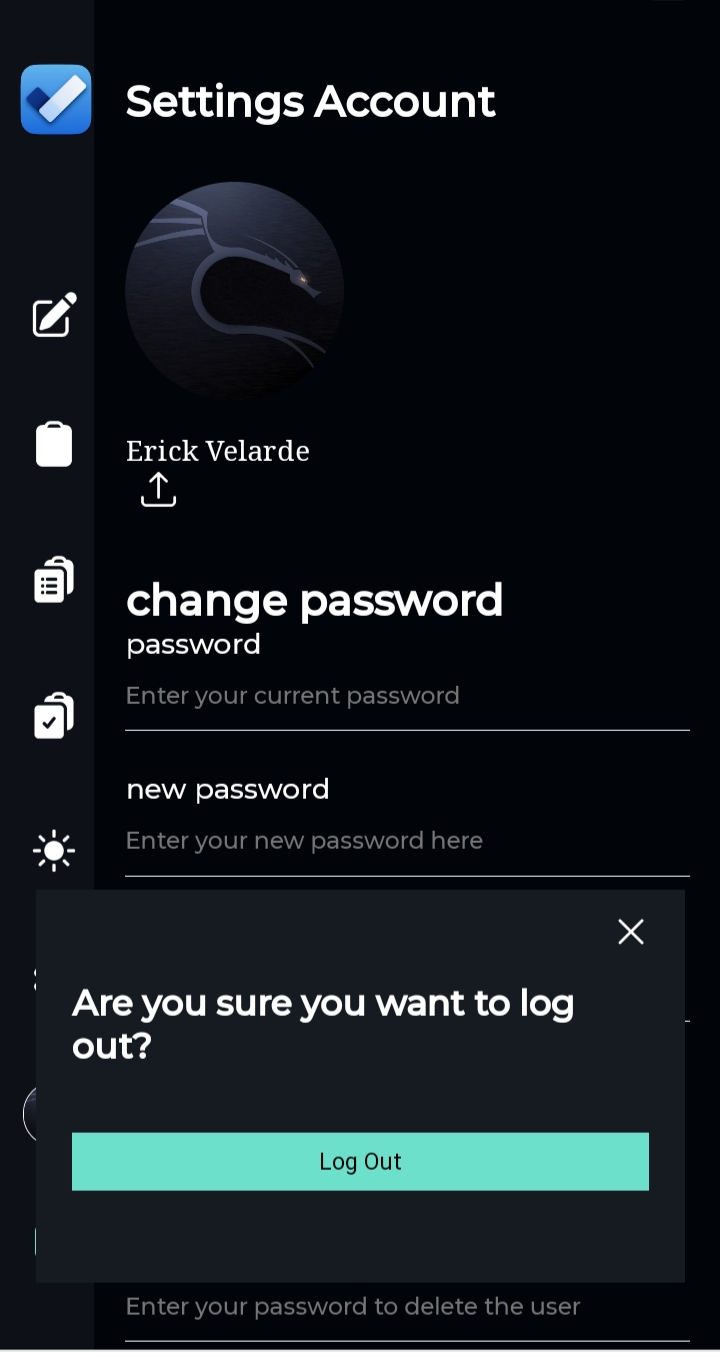 Settings Account
Erick Velarde
change password
password
Enter your current password
new password
Enter your new password here
Are you sure you want to log
out?
Log Out
Enter your password to delete the user